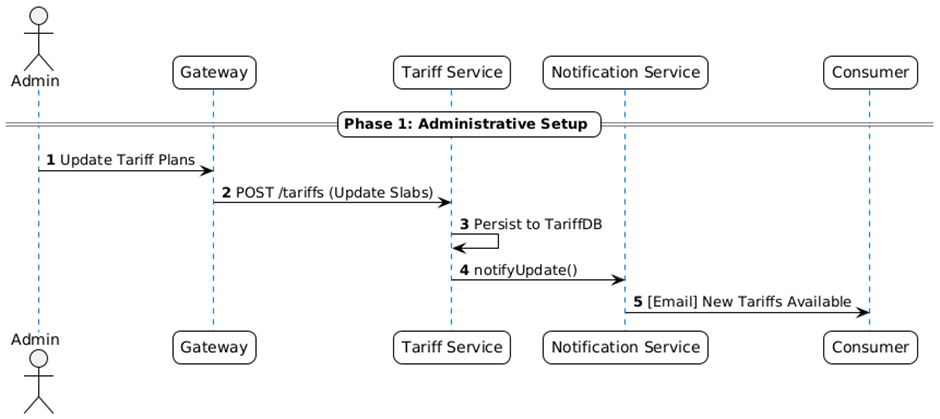 Admin
Gateway
Tariff Service
Notification Service
Consumer
Phase 1: Administrative Setup
1 Update Tariff Plans
2 POST /tariffs (Update Slabs)
3 Persist to TariffDB
4 notifyUpdate()
5 [Email] New Tariffs Available
Admin
Gateway
Tariff Service
Notification Service
Consumer